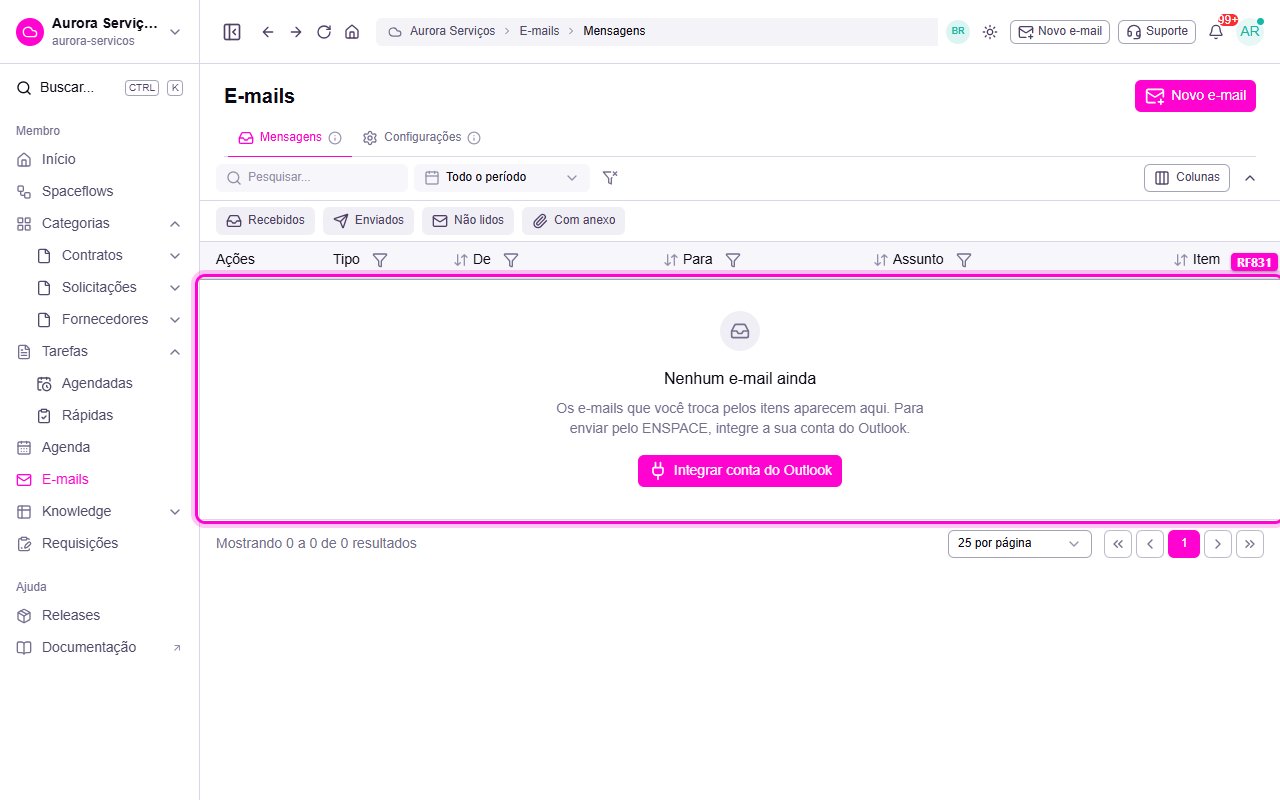 Aurora Serviç...
aurora-servicos
Aurora Serviços > E-mails > Mensagens
BR
Novo e-mail
Suporte
99+
AR
Buscar...
CTRL
K
Membro
Início
Spaceflows
Categorias
Contratos
Solicitações
Fornecedores
Tarefas
Agendadas
Rápidas
Agenda
E-mails
Knowledge
Requisições
Ajuda
Releases
Documentação
E-mails
Novo e-mail
Mensagens
Configurações
Pesquisar...
Todo o período
Colunas
Recebidos
Enviados
Não lidos
Com anexo
Ações
Tipo
De
Para
Assunto
Item
RF831
Nenhum e-mail ainda
Os e-mails que você troca pelos itens aparecem aqui. Para
enviar pelo ENSPACE, integre a sua conta do Outlook.
Integrar conta do Outlook
Mostrando 0 a 0 de 0 resultados
25 por página
1